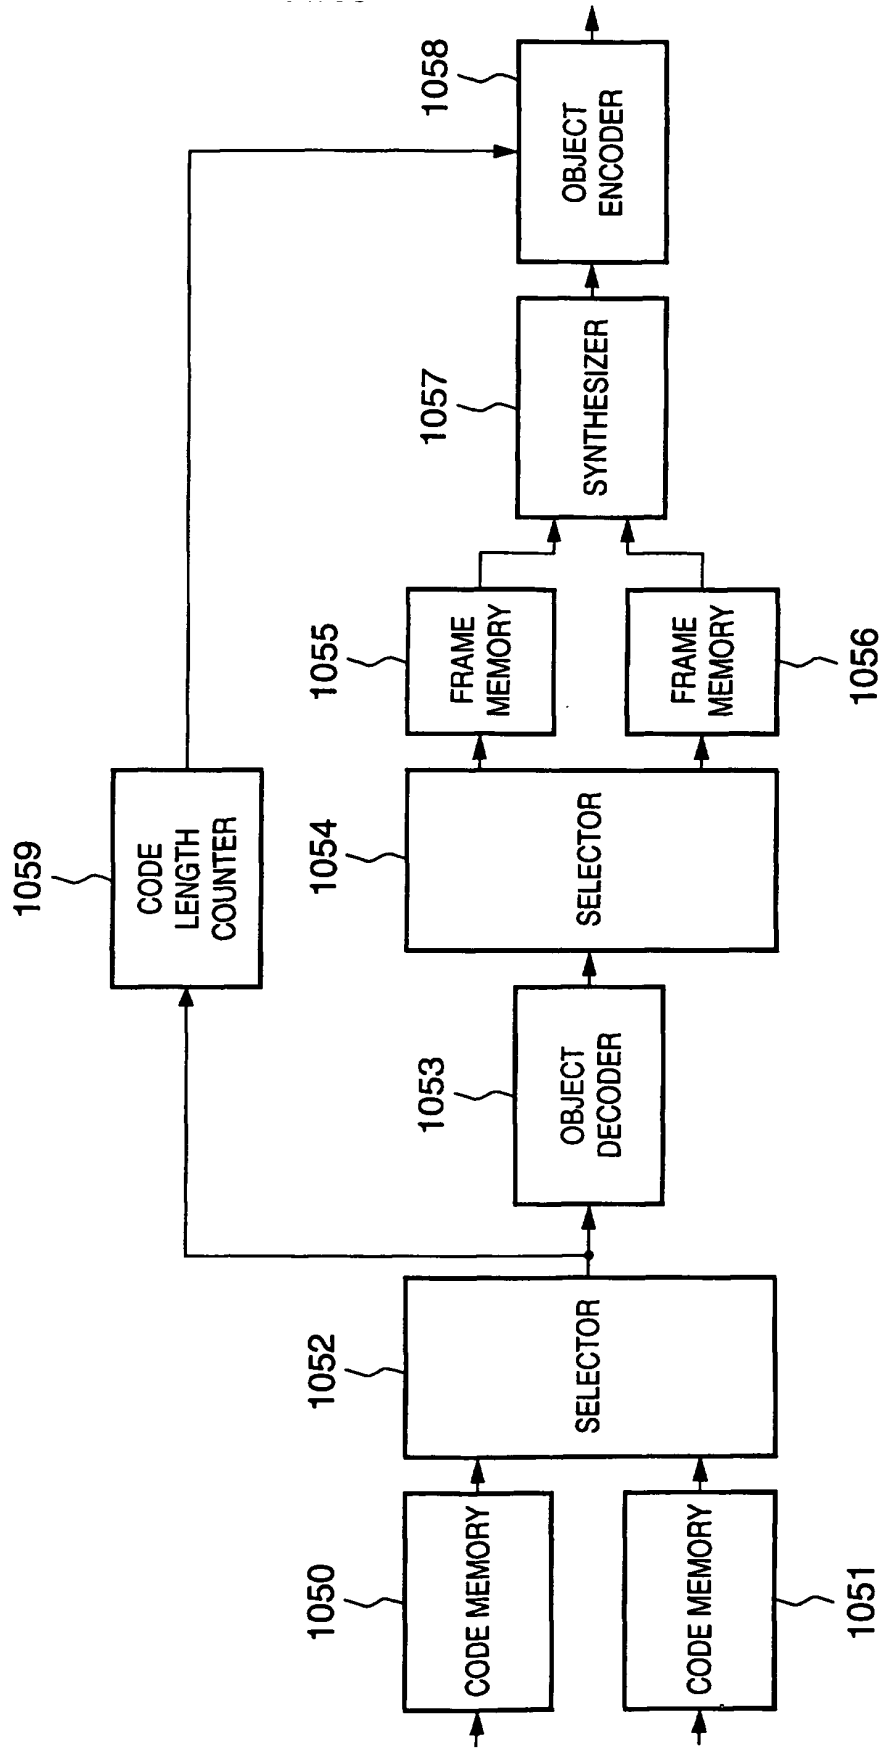 1059
CODE
LENGTH
COUNTER
1050
CODE MEMORY
1051
CODE MEMORY
1052
SELECTOR
1053
OBJECT
DECODER
1054
SELECTOR
1055
FRAME
MEMORY
1056
FRAME
MEMORY
1057
SYNTHESIZER
1058
OBJECT
ENCODER